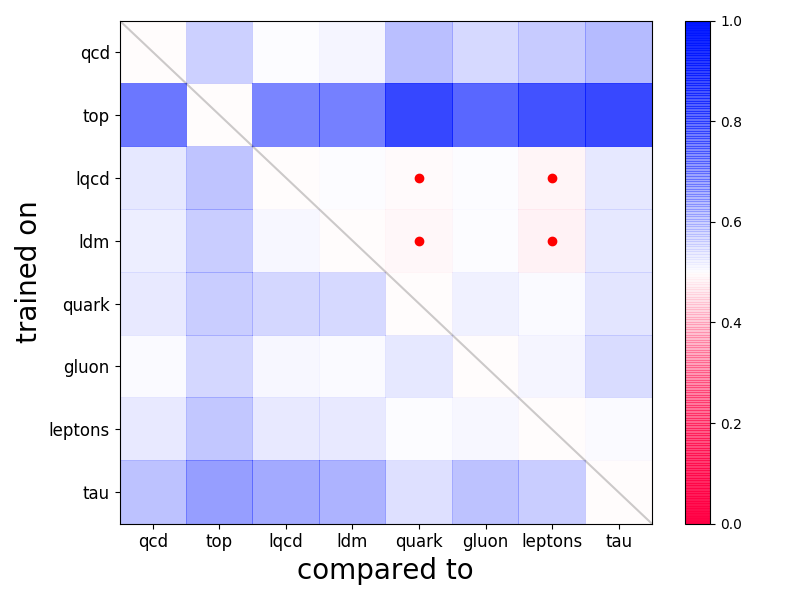 trained on
qcd
top
lqcd
ldm
quark
gluon
leptons
tau
qcd top lqcd ldm quark gluon leptons tau
compared to
1.0
0.8
0.6
0.4
0.2
0.0